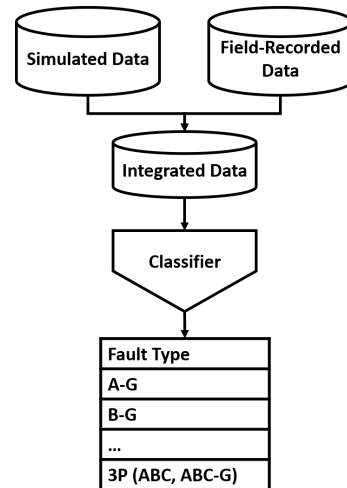 Simulated Data
Field-Recorded
Data
Integrated Data
Classifier
Fault Type
A-G
B-G
...
3P (ABC, ABC-G)